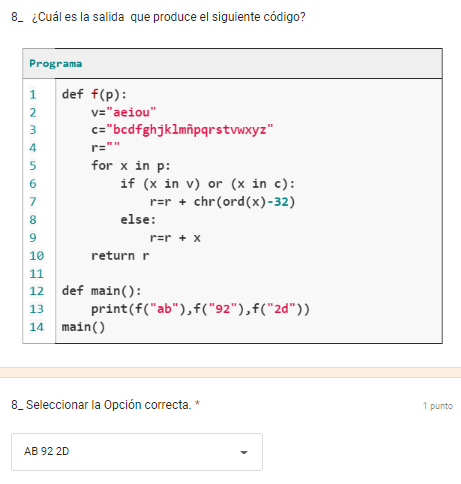 8_ ¿Cuál es la salida que produce el siguiente código?
Programa
1 def f(p):
2 v="aeiou"
3 c="bcdfghjklmñpqrstvwxyz"
4 r=""
5 for x in p:
6 if (x in v) or (x in c):
7 r=r + chr(ord(x)-32)
8 else:
9 r=r + x
10 return r
11
12 def main():
13 print(f("ab"),f("92"),f("2d"))
14 main()
8_ Seleccionar la Opción correcta. *
1 punto
AB 92 2D